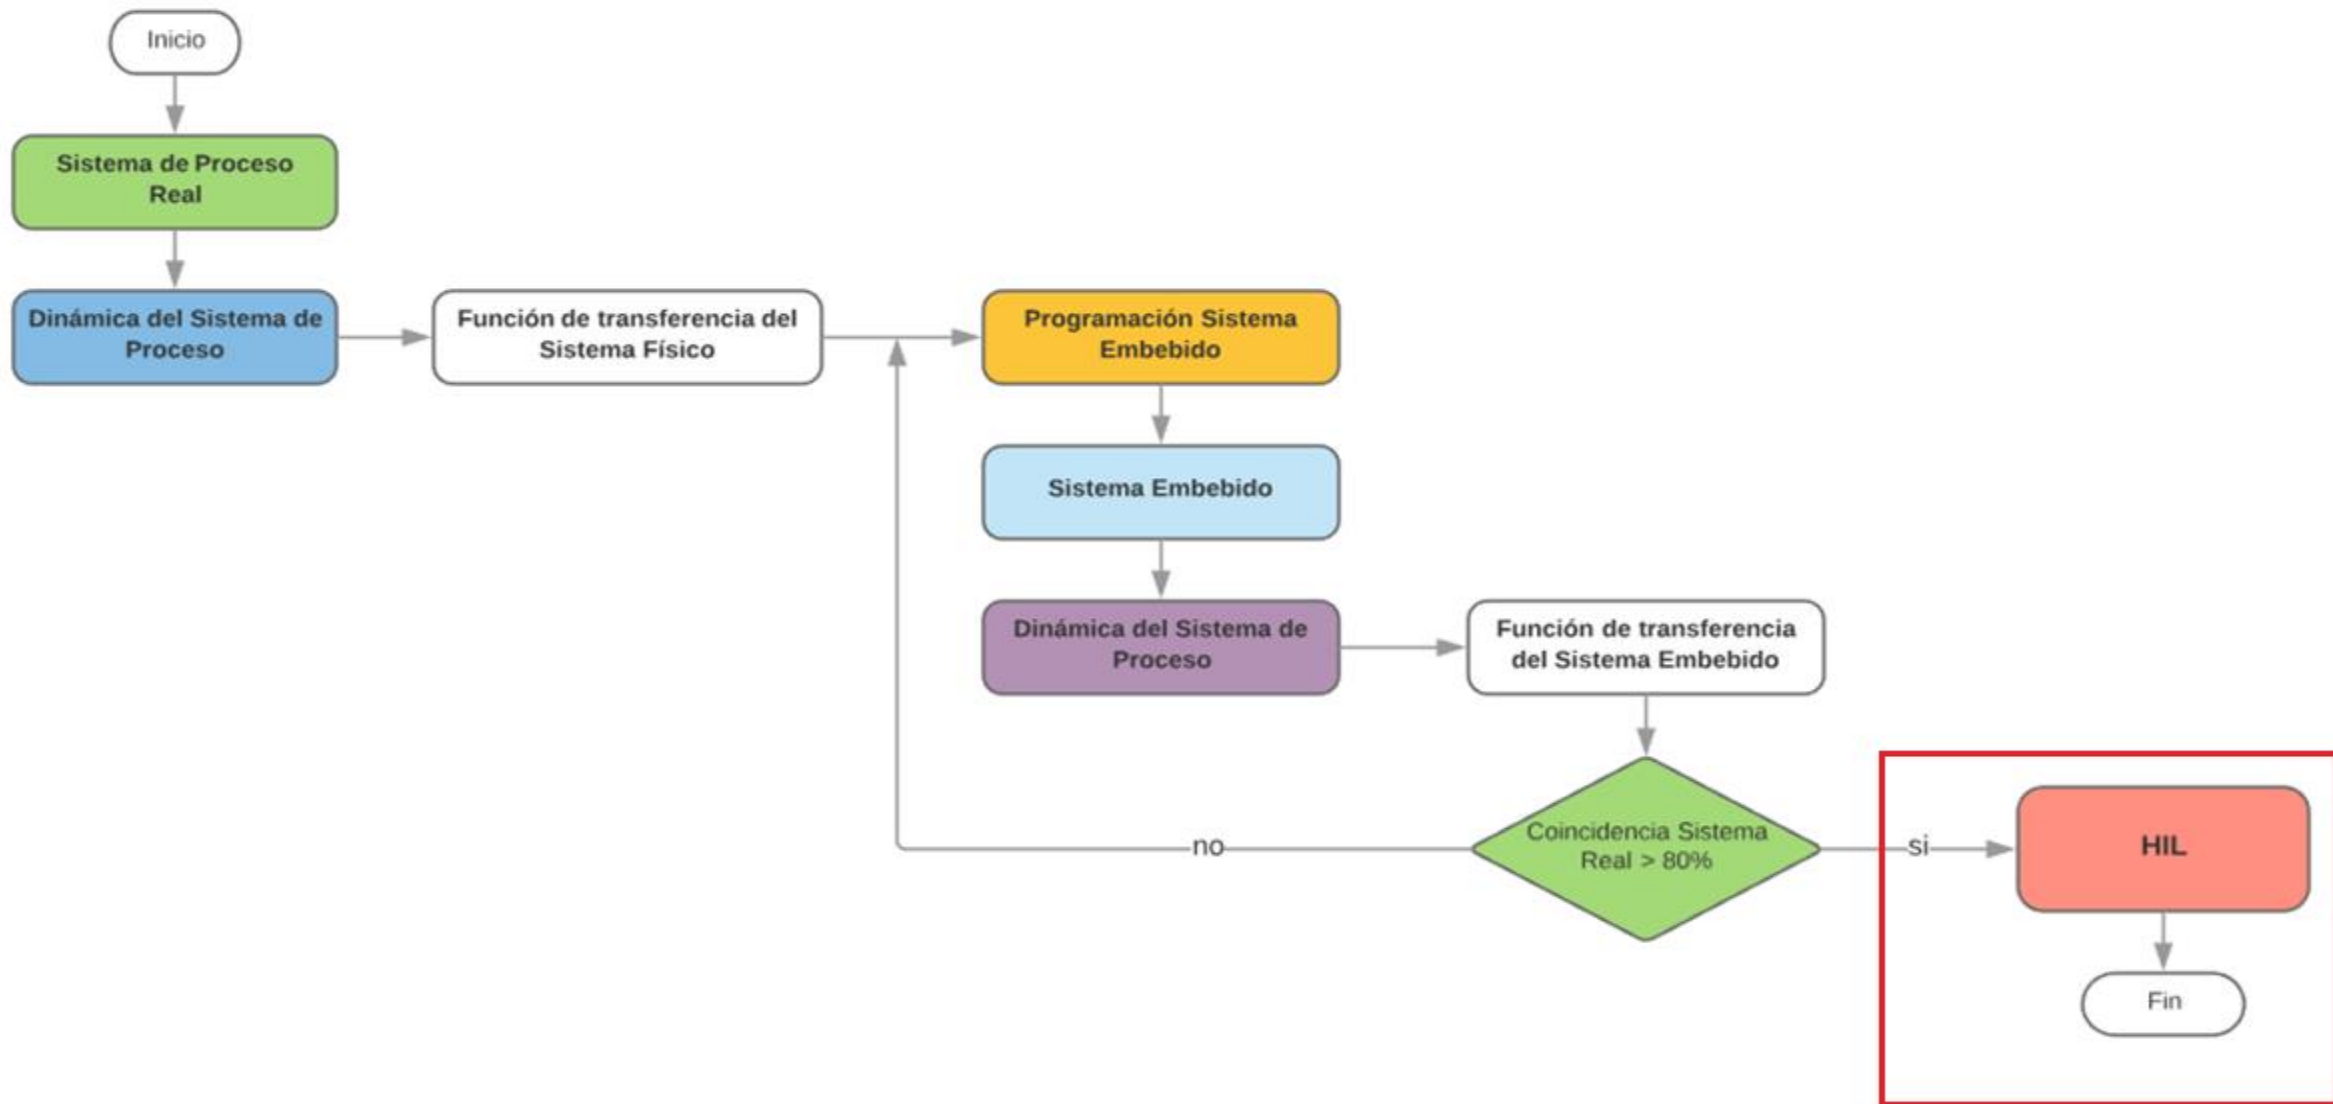 Inicio
Sistema de Proceso
Real
Dinámica del Sistema de
Proceso
Función de transferencia del
Sistema Físico
Programación Sistema
Embebido
Sistema Embebido
Dinámica del Sistema de
Proceso
Función de transferencia
del Sistema Embebido
Coincidencia Sistema
Real > 80%
no
si
HIL
Fin